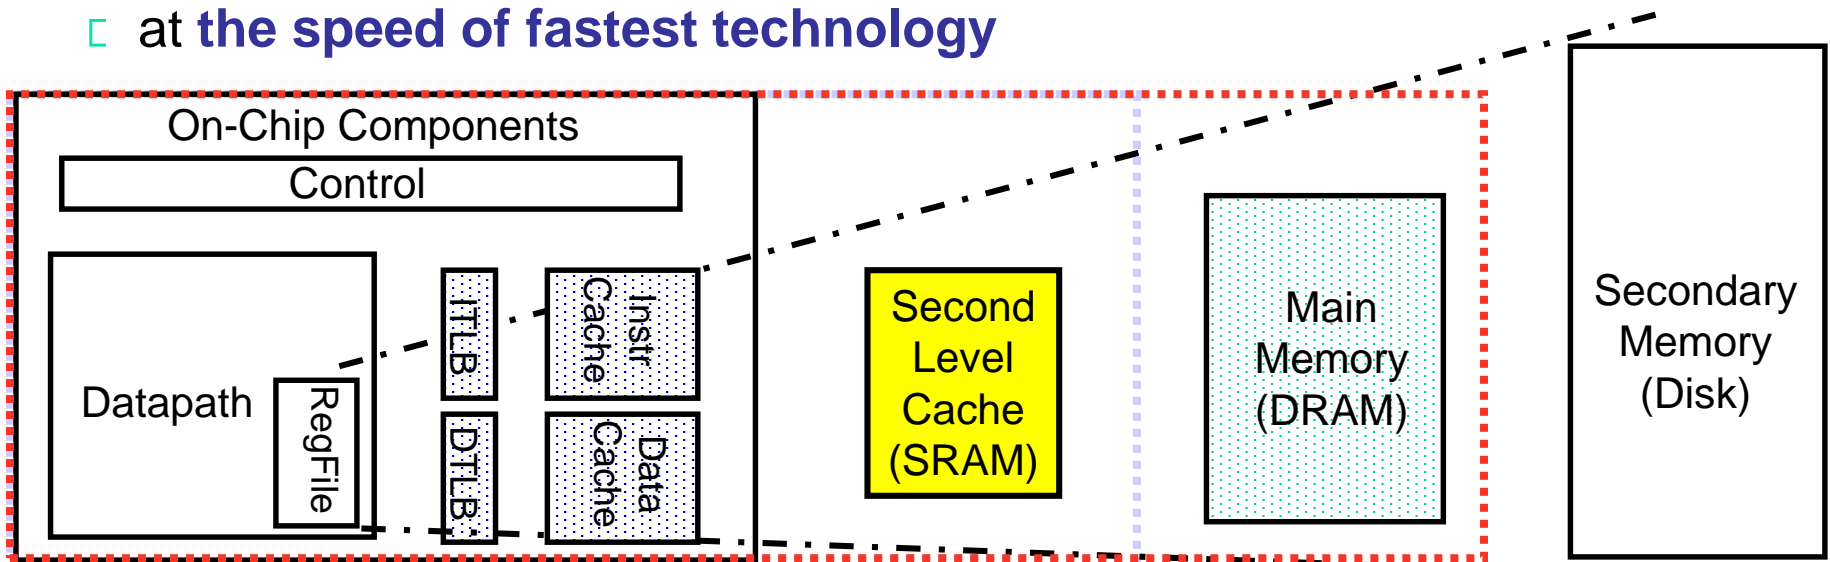 at the speed of fastest technology
On-Chip Components
Control
Datapath
RegFile
ITLB
DTLB
Instr
Cache
Data
Cache
Second
Level
Cache
(SRAM)
Main
Memory
(DRAM)
Secondary
Memory
(Disk)